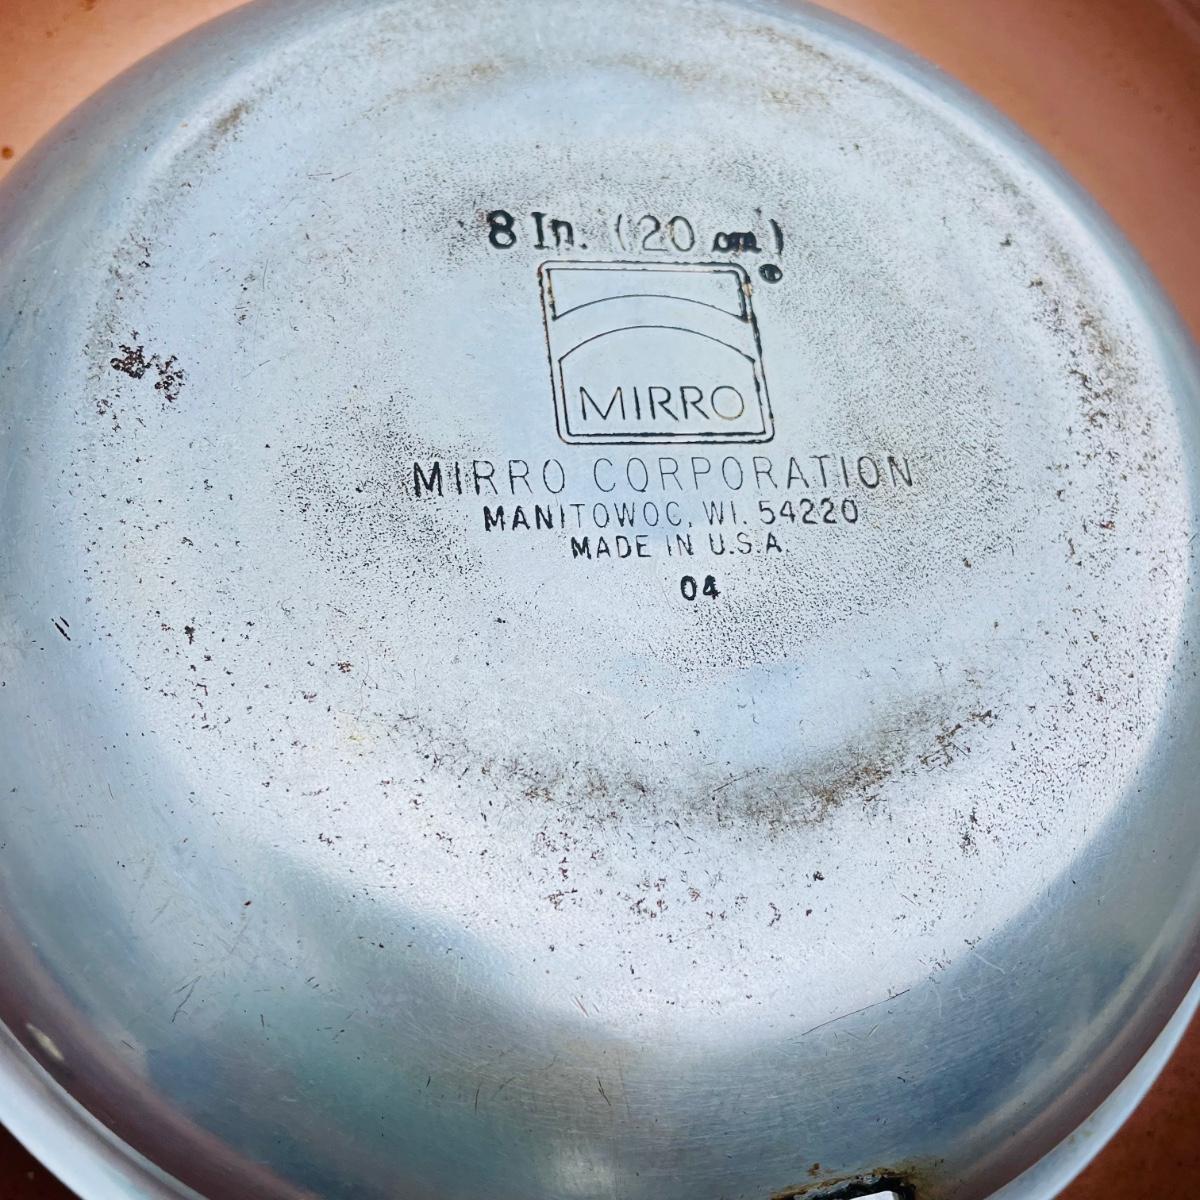 8 In. (20 cm)
®
MIRRO
MIRRO CORPORATION
MANITOWOC, WI. 54220
MADE IN U.S.A.
04